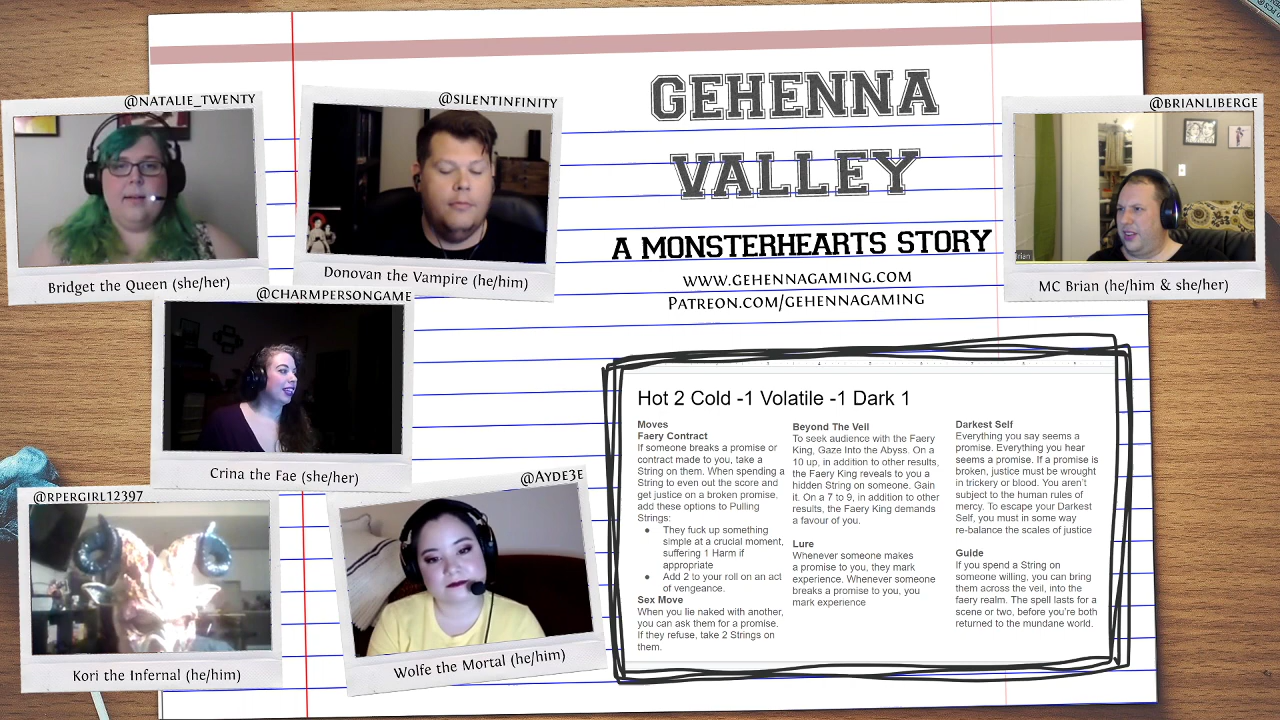 @NATALIE_TWENTY
Bridget the Queen (she/her)
@SILENTINFINITY
Donovan the Vampire (he/him)
@CHARMPERSONGAME
Crina the Fae (she/her)
@RPERGIRL12397
Kori the Infernal (he/him)
@AYDE3E
Wolfe the Mortal (he/him)
GEHENNA
VALLEY
A MONSTERHEARTS STORY
WWW.GEHENNAGAMING.COM
PATREON.COM/GEHENNAGAMING
@BRIANLIBERGE
Brian
MC Brian (he/him & she/her)
Hot 2 Cold -1 Volatile -1 Dark 1
Moves
Faery Contract
If someone breaks a promise or
contract made to you, take a
String on them. When spending a
String to even out the score and
get justice on a broken promise,
add these options to Pulling
Strings:
● They fuck up something
simple at a crucial moment,
suffering 1 Harm if
appropriate
● Add 2 to your roll on an act
of vengeance.
Sex Move
When you lie naked with another,
you can ask them for a promise.
If they refuse, take 2 Strings on
them.
Beyond The Veil
To seek audience with the Faery
King, Gaze Into the Abyss. On a
10 up, in addition to other results,
the Faery King reveals to you a
hidden String on someone. Gain
it. On a 7 to 9, in addition to other
results, the Faery King demands
a favour of you.
Lure
Whenever someone makes
a promise to you, they mark
experience. Whenever someone
breaks a promise to you, you
mark experience
Darkest Self
Everything you say seems a
promise. Everything you hear
seems a promise. If a promise is
broken, justice must be wrought
in trickery or blood. You aren't
subject to the human rules of
mercy. To escape your Darkest
Self, you must in some way
re-balance the scales of justice
Guide
If you spend a String on
someone willing, you can bring
them across the veil, into the
faery realm. The spell lasts for a
scene or two, before you're both
returned to the mundane world.